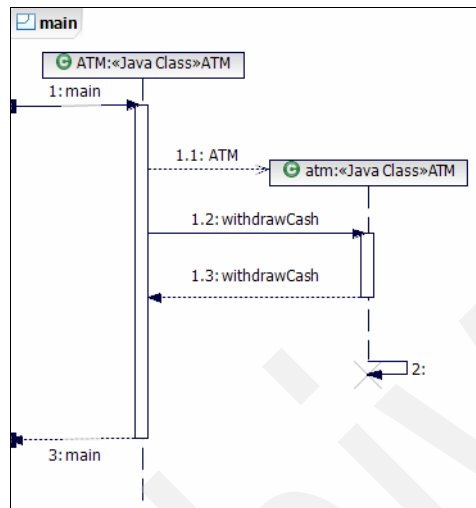 main
ATM:«Java Class»ATM
1: main
1.1: ATM
atm:«Java Class»ATM
1.2: withdrawCash
1.3: withdrawCash
2:
3: main